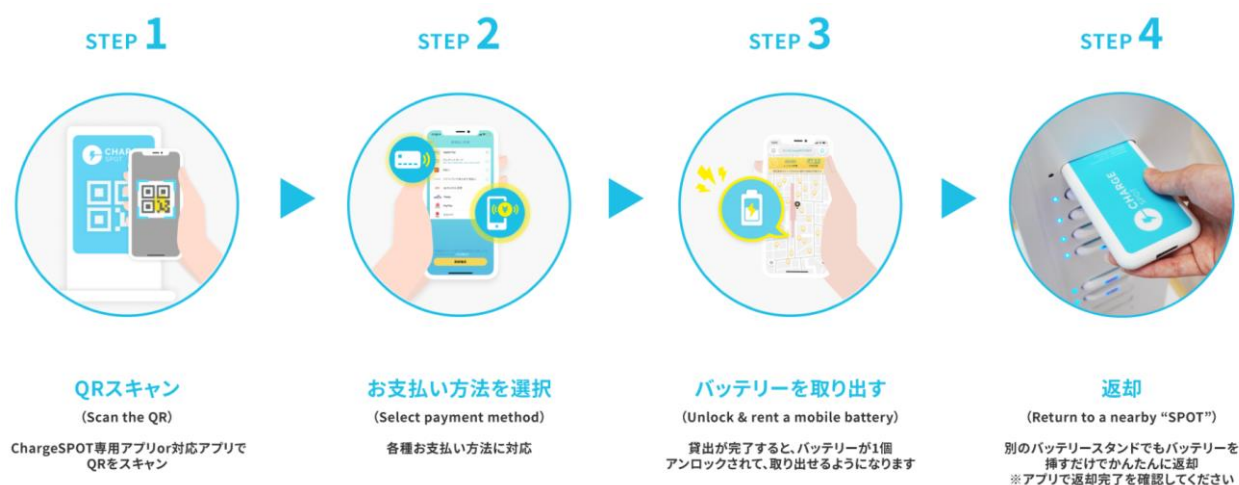 STEP 1
STEP 2
STEP 3
STEP 4
CHAR
SPOT
CHARGE
SPOT
QRスキャン
(Scan the QR)
ChargeSPOT専用アプリor対応アプリで
QRをスキャン
お支払い方法を選択
(Select payment method)
各種お支払い方法に対応
バッテリーを取り出す
(Unlock & rent a mobile battery)
貸出が完了すると、バッテリーが1個
アンロックされて、取り出せるようになります
返却
(Return to a nearby “SPOT”)
別のバッテリースタンドでもバッテリーを
挿すだけでかんたんに返却
※アプリで返却完了を確認してください